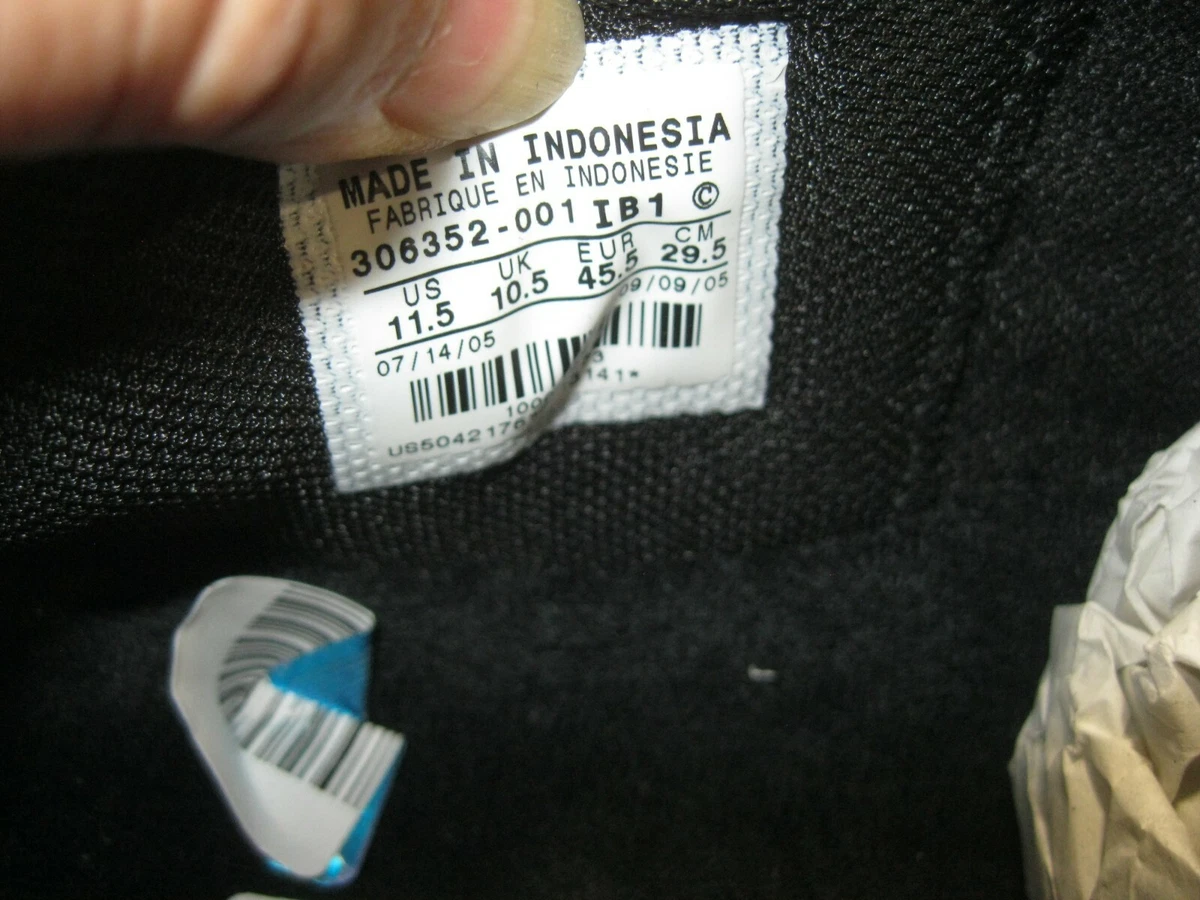 MADE IN INDONESIA
FABRIQUE EN INDONESIE
306352-001 IB1 ©
US UK EUR CM
11.5 10.5 45.5 29.5
07/14/05 09/09/05